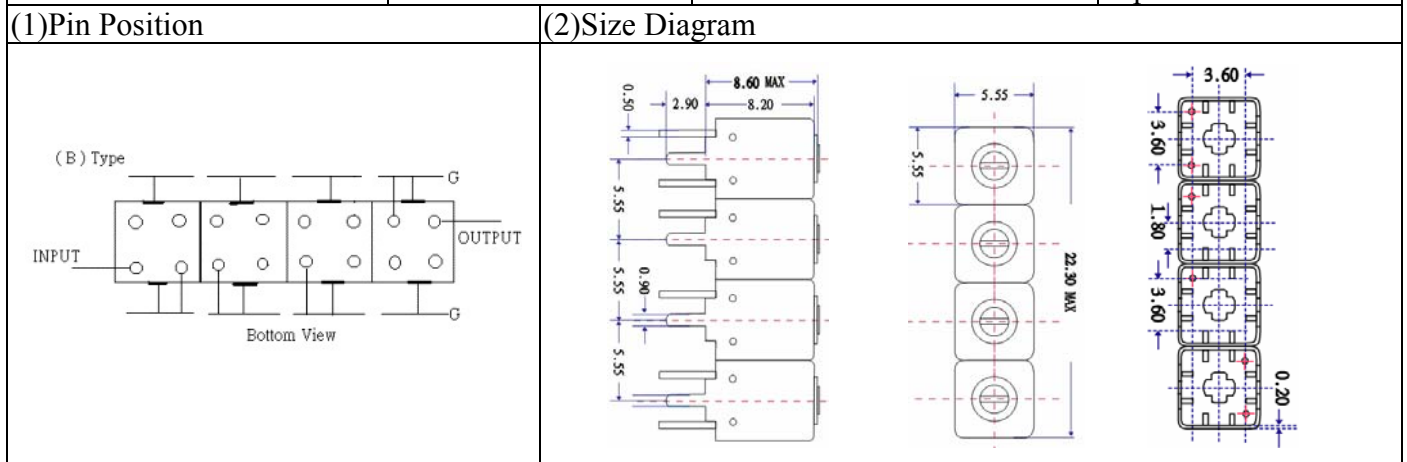 (1)Pin Position
(2)Size Diagram
( B ) Type
G
INPUT
OUTPUT
G
Bottom View
8.60 MAX
2.90
8.20
0.50
5.55
5.55
0.90
5.55
5.55
5.55
22.30 MAX
3.60
3.60
1.80
3.60
0.20